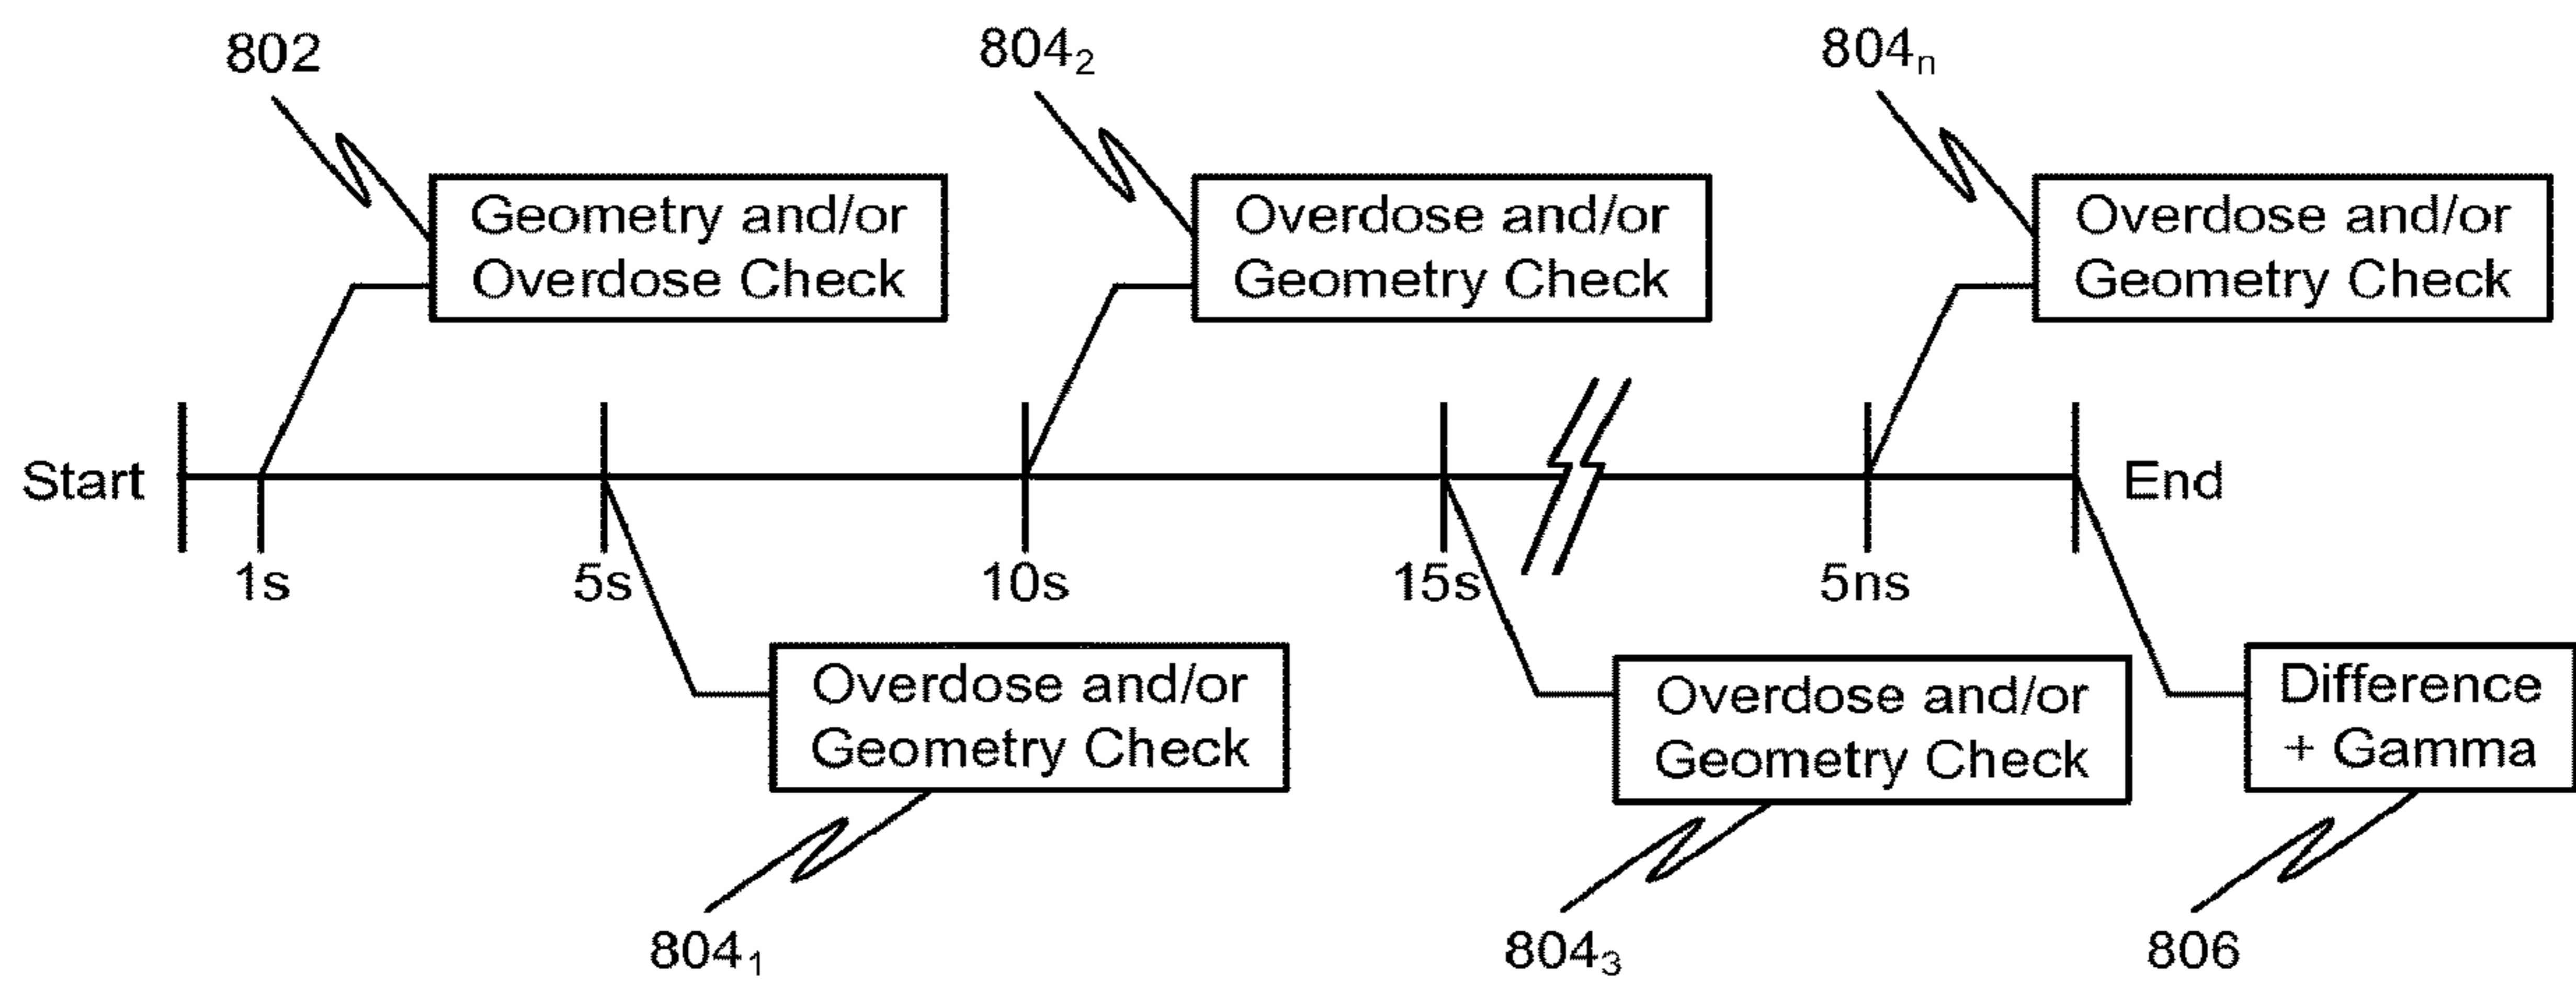 802
804₂
804ₙ
Geometry and/or
Overdose Check
Overdose and/or
Geometry Check
Overdose and/or
Geometry Check
Start
End
1s
5s
10s
15s
5ns
Overdose and/or
Geometry Check
Overdose and/or
Geometry Check
Difference
+ Gamma
804₁
804₃
806